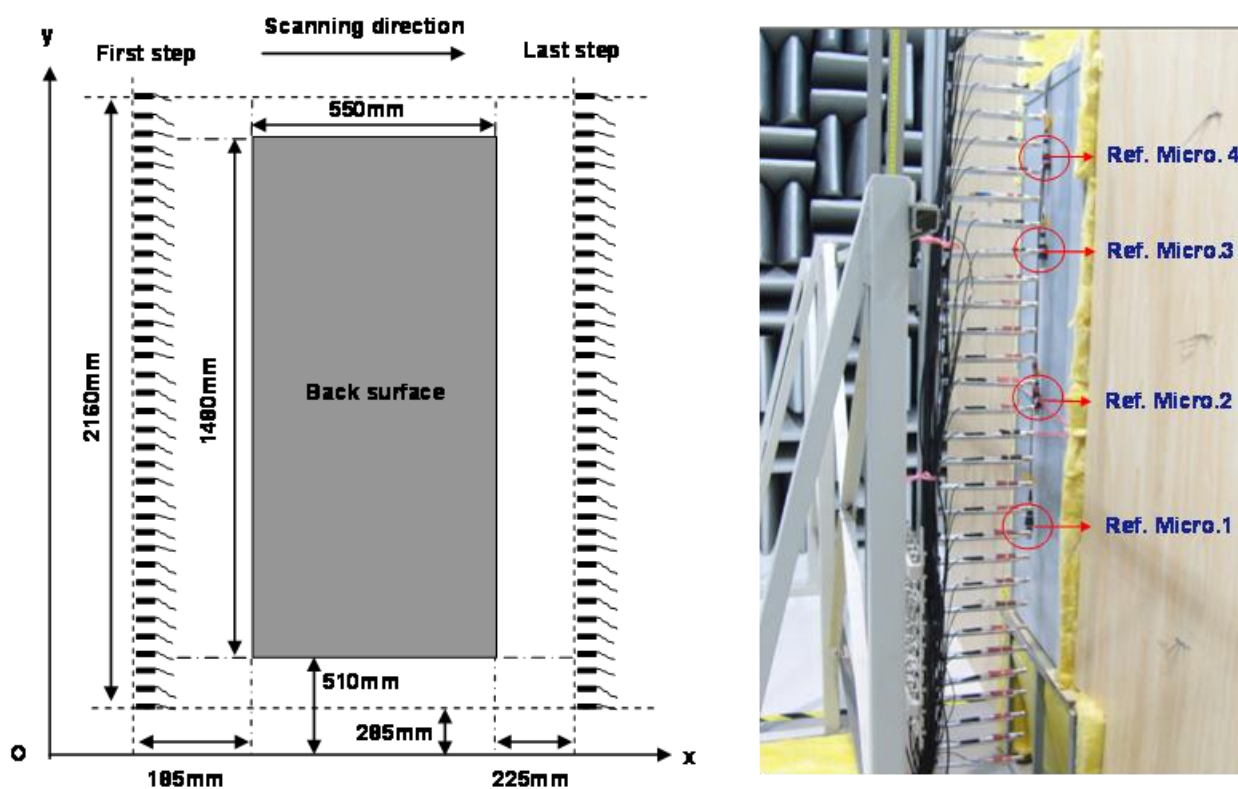 y
Scanning direction
First step
Last step
550mm
2160mm
1480mm
Back surface
510mm
285mm
O
x
185mm
225mm
Ref. Micro. 4
Ref. Micro.3
Ref. Micro.2
Ref. Micro.1